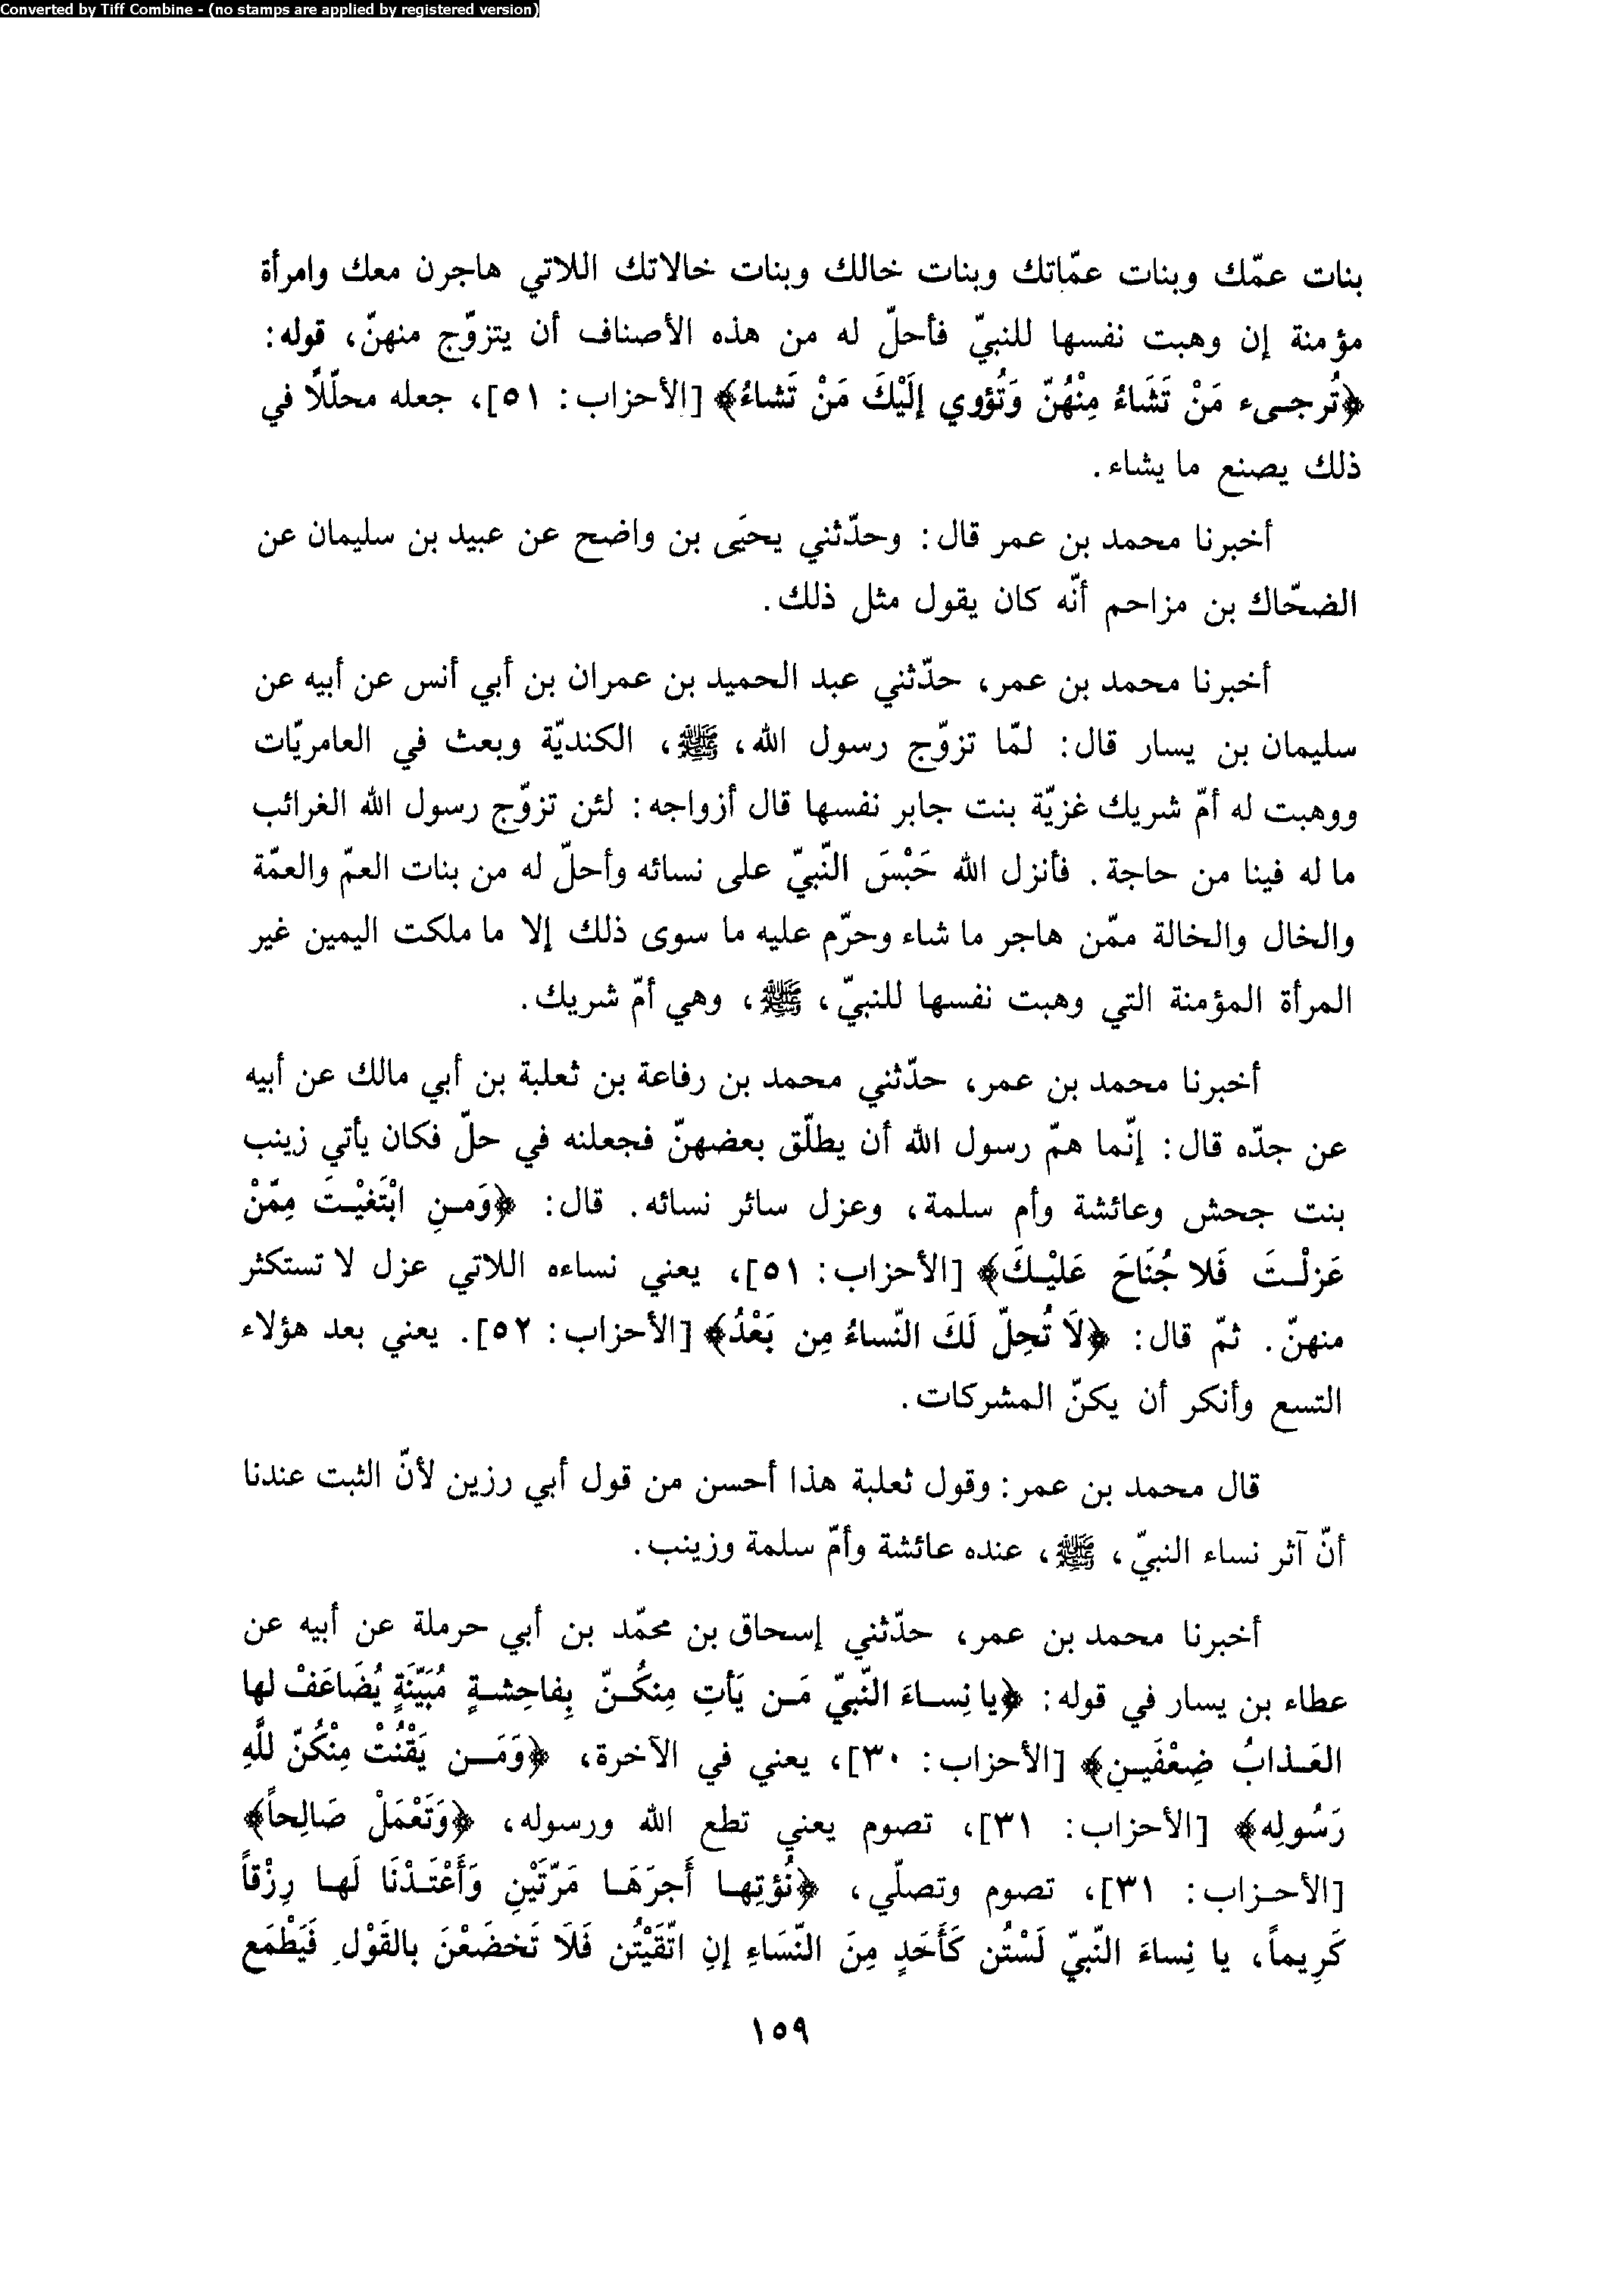 Converted by Tiff Combine - (no stamps are applied by registered version)
بنات عمّك وبنات عمّاتك وبنات خالك وبنات خالاتك اللاتي هاجرن معك وامرأة
مؤمنة إن وهبت نفسها للنبيّ فأحلّ له من هذه الأصناف أن يتزوّج منهنّ، قوله:
﴿تُرجىء مَنْ تَشَاءُ مِنْهُنّ وَتُؤوي إلَيْكَ مَنْ تَشاءُ﴾ [الأحزاب: ٥١]، جعله محلّلًا في
ذلك يصنع ما يشاء.
أخبرنا محمد بن عمر قال: وحدّثني يحيَى بن واضح عن عبيد بن سليمان عن
الضحّاك بن مزاحم أنّه كان يقول مثل ذلك.
أخبرنا محمد بن عمر، حدّثني عبد الحميد بن عمران بن أبي أنس عن أبيه عن
سليمان بن يسار قال: لمّا تزوّج رسول الله، ﷺ، الكنديّة وبعث في العامريّات
ووهبت له أمّ شريك غزيّة بنت جابر نفسها قال أزواجه: لئن تزوّج رسول الله الغرائب
ما له فينا من حاجة. فأنزل الله حَبْسَ النّبيّ على نسائه وأحلّ له من بنات العمّ والعمّة
والخال والخالة ممّن هاجر ما شاء وحرّم عليه ما سوى ذلك إلا ما ملكت اليمين غير
المرأة المؤمنة التي وهبت نفسها للنبيّ، ﷺ، وهي أمّ شريك.
أخبرنا محمد بن عمر، حدّثني محمد بن رفاعة بن ثعلبة بن أبي مالك عن أبيه
عن جدّه قال: إنّما همّ رسول الله أن يطلّق بعضهنّ فجعلنه في حلّ فكان يأتي زينب
بنت جحش وعائشة وأم سلمة، وعزل سائر نسائه. قال: ﴿وَمنِ ابْتَغيْتَ مِمّنْ
عَزلْتَ فَلا جُنَاحَ عَليْكَ﴾ [الأحزاب: ٥١]، يعني نساءه اللاتي عزل لا تستكثر
منهنّ. ثمّ قال: ﴿لَا تُحِلّ لَكَ النّساءُ مِن بَعْدُ﴾ [الأحزاب: ٥٢]. يعني بعد هؤلاء
التسع وأنكر أن يكنّ المشركات.
قال محمد بن عمر: وقول ثعلبة هذا أحسن من قول أبي رزين لأنّ الثبت عندنا
أنّ آثر نساء النبيّ، ﷺ، عنده عائشة وأمّ سلمة وزينب.
أخبرنا محمد بن عمر، حدّثني إسحاق بن محمّد بن أبي حرملة عن أبيه عن
عطاء بن يسار في قوله: ﴿يا نِساءَ النّبيّ مَن يَأتِ مِنكُنّ بِفاحِشةٍ مُبَيّنَةٍ يُضَاعَفْ لها
العَذابُ ضِعْفَينِ﴾ [الأحزاب: ٣٠]، يعني في الآخرة، ﴿وَمَن يَقْنُتْ مِنْكُنّ للَّهِ
رَسُولِه﴾ [الأحزاب: ٣١]، تصوم يعني تطع الله ورسوله، ﴿وَتَعْمَلْ صَالِحاً﴾
[الأحزاب: ٣١]، تصوم وتصلّي، ﴿نُؤتِها أَجرَهَا مَرّتَيْنِ وَأَعْتَدْنَا لَها رِزْقاً
كَرِيماً، يا نِساءَ النّبيّ لَسْتُن كَأَحَدٍ مِنَ النّسَاءِ إنِ اتّقَيْتُن فَلَا تَخضَعْنَ بالقَوْلِ فَيَطْمَع
١٥٩